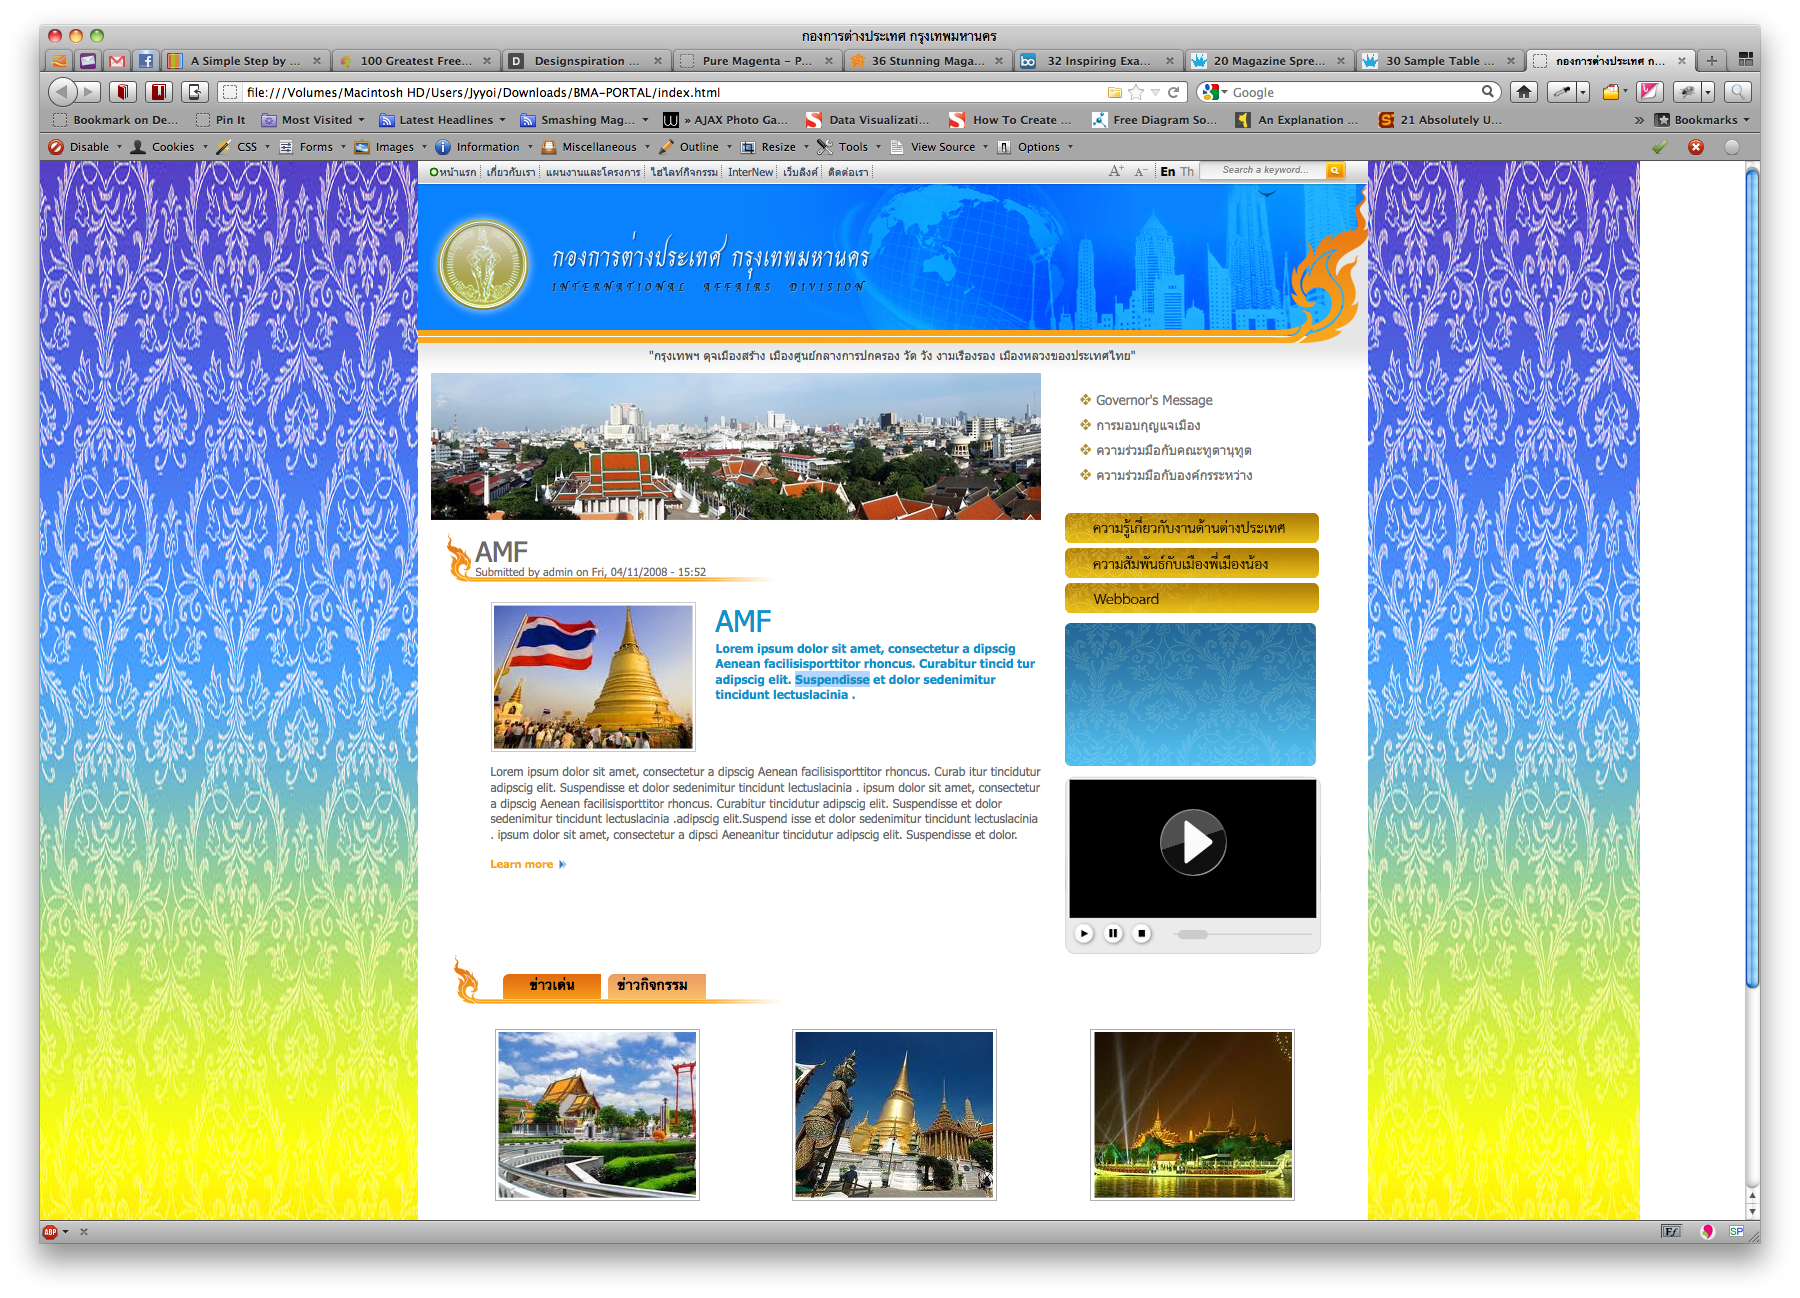 กองการต่างประเทศ กรุงเทพมหานคร
A Simple Step by ...
100 Greatest Free...
Designspiration ...
Pure Magenta – P...
36 Stunning Maga...
32 Inspiring Exa...
20 Magazine Spre...
30 Sample Table ...
กองการต่างประเทศ ก...
file:///Volumes/Macintosh HD/Users/Jyyoi/Downloads/BMA-PORTAL/index.html
Google
Bookmark on De...
Pin It
Most Visited
Latest Headlines
Smashing Mag...
» AJAX Photo Ga...
Data Visualizati...
How To Create ...
Free Diagram So...
An Explanation ...
21 Absolutely U...
»
Bookmarks
Disable
Cookies
CSS
Forms
Images
Information
Miscellaneous
Outline
Resize
Tools
View Source
Options
หน้าแรก
เกี่ยวกับเรา
แผนงานและโครงการ
ไฮไลท์กิจกรรม
InterNew
เว็บลิงค์
ติดต่อเรา
A+ A−
En Th
Search a keyword...
กองการต่างประเทศ กรุงเทพมหานคร
INTERNATIONAL AFFAIRS DIVISION
"กรุงเทพฯ ดุจเมืองสร้าง เมืองศูนย์กลางการปกครอง วัด วัง งามเรืองรอง เมืองหลวงของประเทศไทย"
Governor's Message
การมอบกุญแจเมือง
ความร่วมมือกับคณะทูตานุทูต
ความร่วมมือกับองค์กรระหว่าง
ความรู้เกี่ยวกับงานด้านต่างประเทศ
ความสัมพันธ์กับเมืองพี่เมืองน้อง
Webboard
AMF
Submitted by admin on Fri, 04/11/2008 - 15:52
AMF
Lorem ipsum dolor sit amet, consectetur a dipscig
Aenean facilisisporttitor rhoncus. Curabitur tincid tur
adipscig elit. Suspendisse et dolor sedenimitur
tincidunt lectuslacinia .
Lorem ipsum dolor sit amet, consectetur a dipscig Aenean facilisisporttitor rhoncus. Curab itur tincidutur
adipscig elit. Suspendisse et dolor sedenimitur tincidunt lectuslacinia . ipsum dolor sit amet, consectetur
a dipscig Aenean facilisisporttitor rhoncus. Curabitur tincidutur adipscig elit. Suspendisse et dolor
sedenimitur tincidunt lectuslacinia .adipscig elit.Suspend isse et dolor sedenimitur tincidunt lectuslacinia
. ipsum dolor sit amet, consectetur a dipsci Aeneanitur tincidutur adipscig elit. Suspendisse et dolor.
Learn more
ข่าวเด่น
ข่าวกิจกรรม
ABP
SP